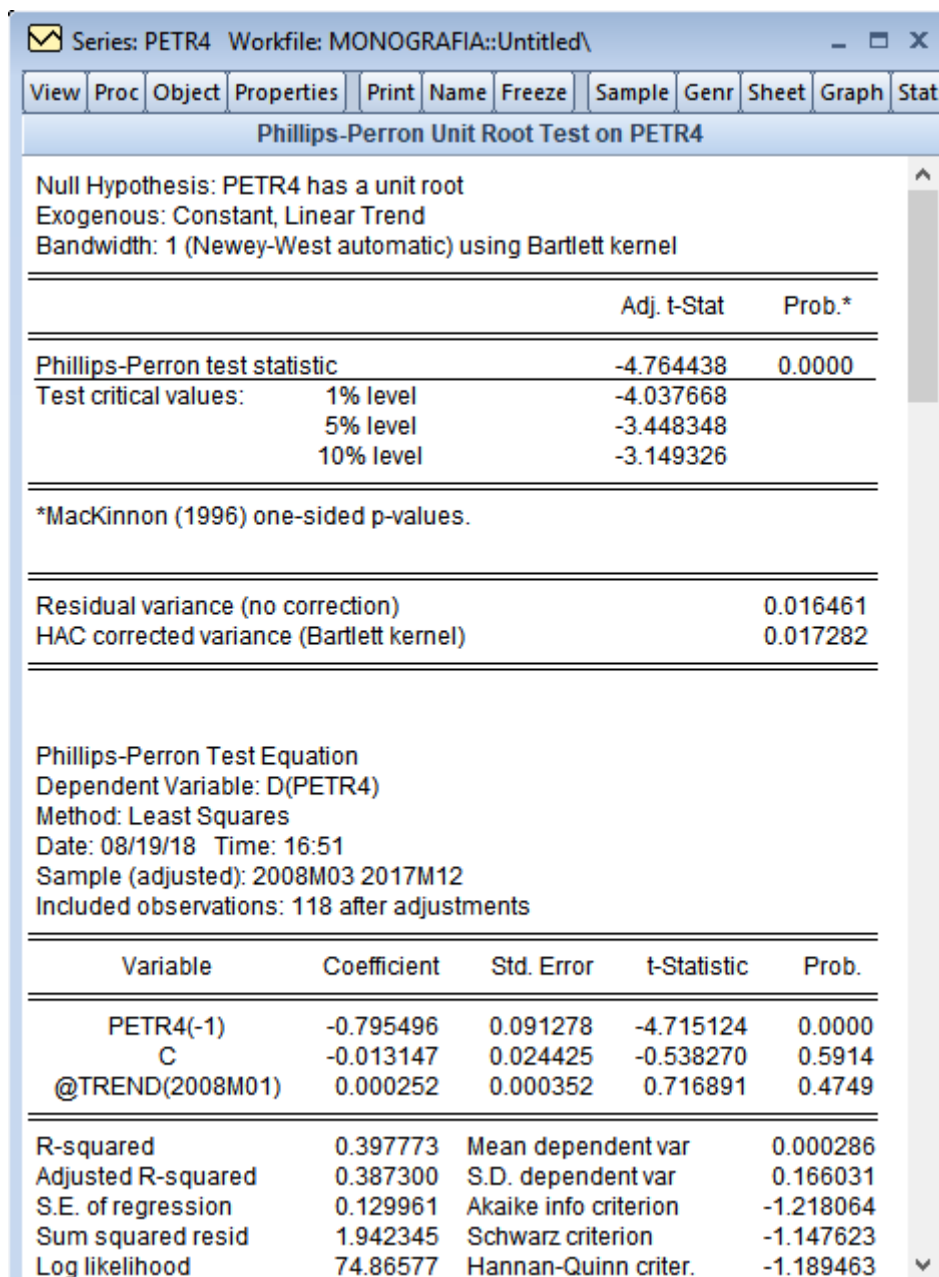 Series: PETR4 Workfile: MONOGRAFIA::Untitled\
View Proc Object Properties Print Name Freeze Sample Genr Sheet Graph Stat
Phillips-Perron Unit Root Test on PETR4
Null Hypothesis: PETR4 has a unit root
Exogenous: Constant, Linear Trend
Bandwidth: 1 (Newey-West automatic) using Bartlett kernel
Adj. t-Stat Prob.*
Phillips-Perron test statistic -4.764438 0.0000
Test critical values: 1% level -4.037668
5% level -3.448348
10% level -3.149326
*MacKinnon (1996) one-sided p-values.
Residual variance (no correction) 0.016461
HAC corrected variance (Bartlett kernel) 0.017282
Phillips-Perron Test Equation
Dependent Variable: D(PETR4)
Method: Least Squares
Date: 08/19/18 Time: 16:51
Sample (adjusted): 2008M03 2017M12
Included observations: 118 after adjustments
Variable Coefficient Std. Error t-Statistic Prob.
PETR4(-1) -0.795496 0.091278 -4.715124 0.0000
C -0.013147 0.024425 -0.538270 0.5914
@TREND(2008M01) 0.000252 0.000352 0.716891 0.4749
R-squared 0.397773 Mean dependent var 0.000286
Adjusted R-squared 0.387300 S.D. dependent var 0.166031
S.E. of regression 0.129961 Akaike info criterion -1.218064
Sum squared resid 1.942345 Schwarz criterion -1.147623
Log likelihood 74.86577 Hannan-Quinn criter. -1.189463